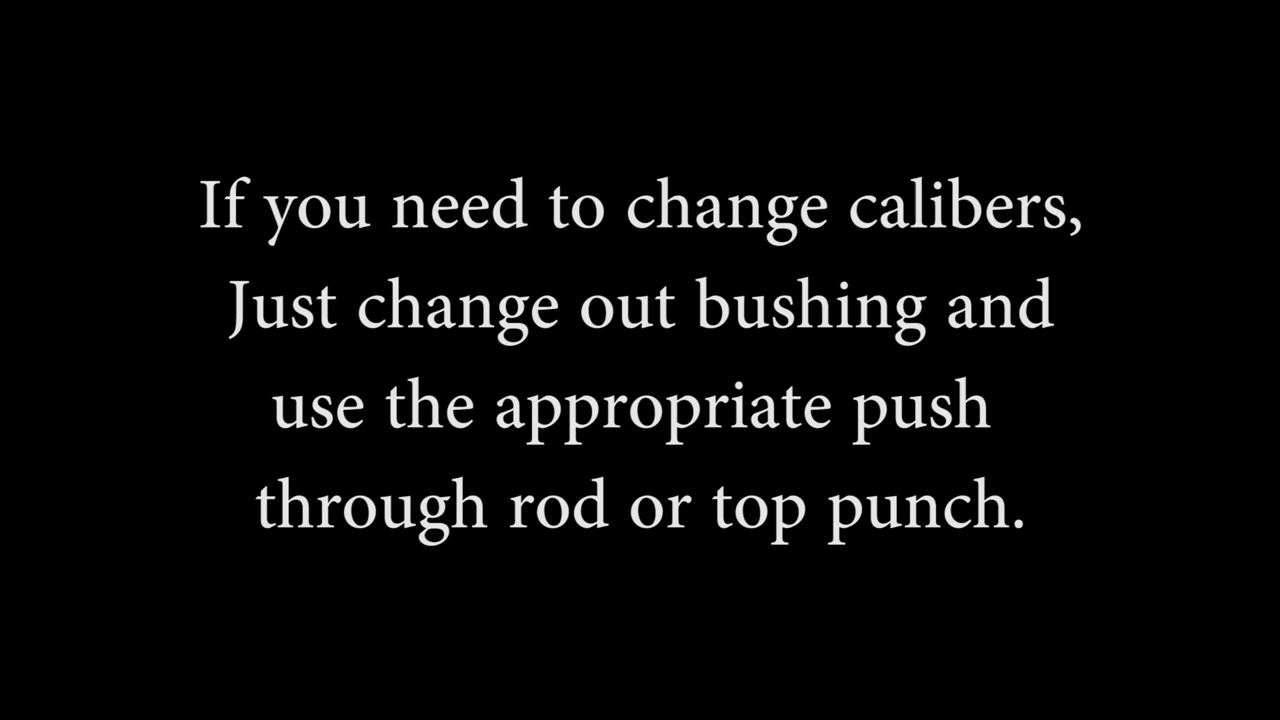 If you need to change calibers,
Just change out bushing and
use the appropriate push
through rod or top punch.